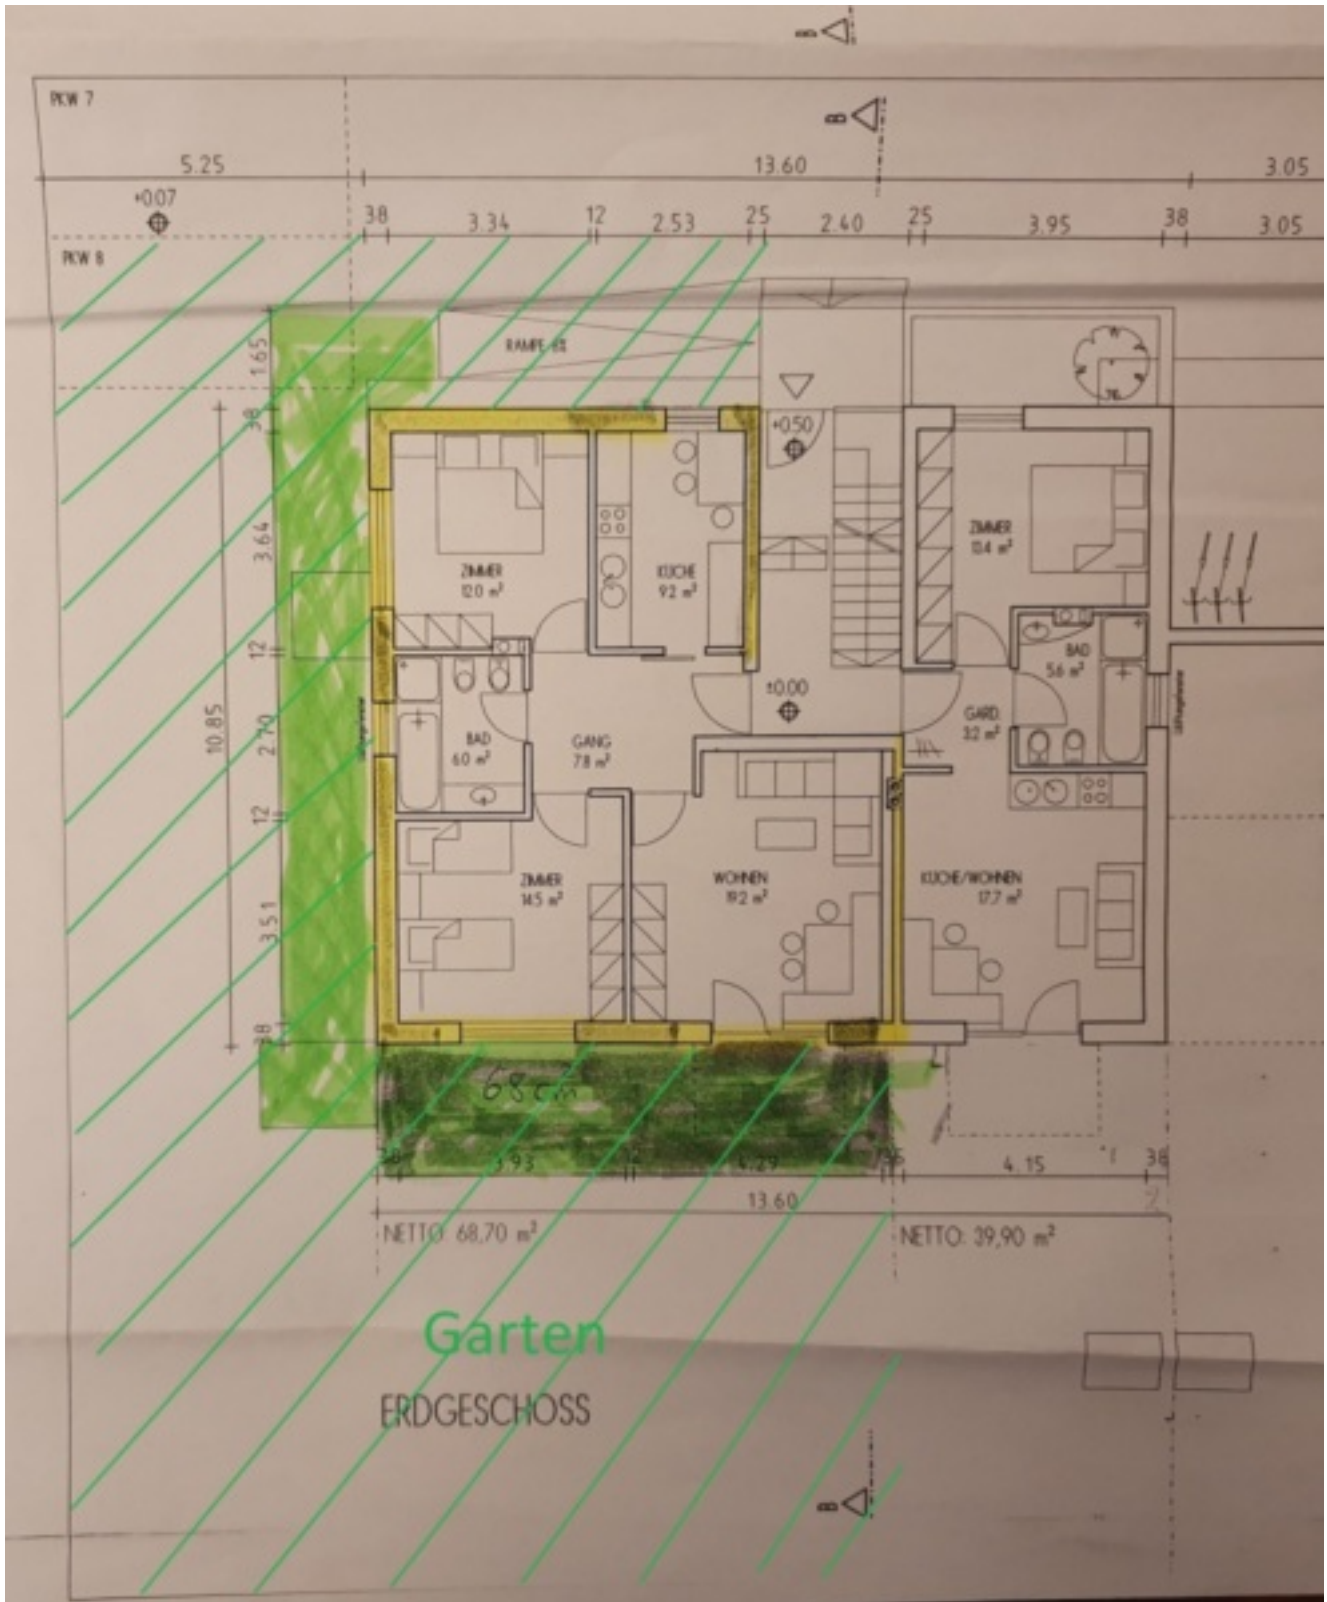 B
PKW 7
B
5.25 13.60 3.05
+0.07
38 3.34 12 2.53 25 2.40 25 3.95 38 3.05
PKW 8
1.65
RAMPE 6%
38
+0.50
3.64
ZIMMER
12.0 m²
KÜCHE
9.2 m²
ZIMMER
13.4 m²
12
BAD
5.6 m²
±0.00
10.85
2.70
BAD
6.0 m²
GANG
7.8 m²
GARD.
3.2 m²
12
ZIMMER
14.5 m²
WOHNEN
19.2 m²
KÜCHE/WOHNEN
17.7 m²
3.51
38
68cm
3.93 12 4.29 4.15 38
13.60
NETTO: 68,70 m² NETTO: 39,90 m²
Garten
ERDGESCHOSS
B